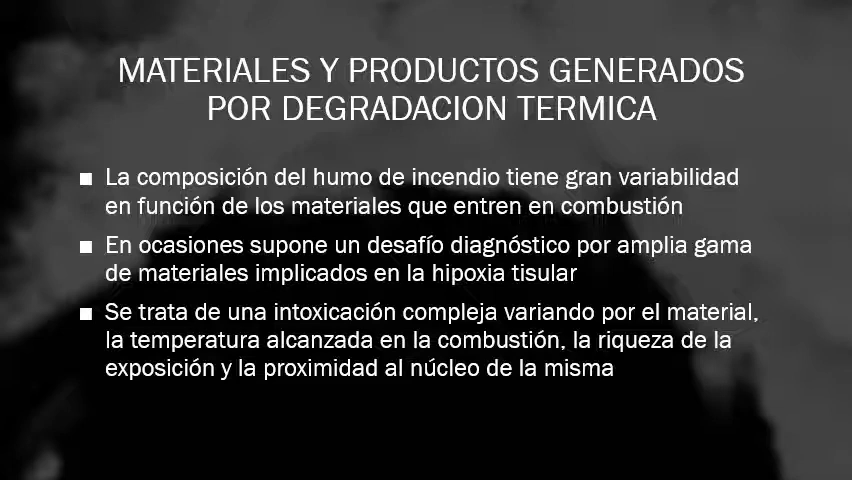 MATERIALES Y PRODUCTOS GENERADOS
POR DEGRADACION TERMICA
■ La composición del humo de incendio tiene gran variabilidad
en función de los materiales que entren en combustión
■ En ocasiones supone un desafío diagnóstico por amplia gama
de materiales implicados en la hipoxia tisular
■ Se trata de una intoxicación compleja variando por el material,
la temperatura alcanzada en la combustión, la riqueza de la
exposición y la proximidad al núcleo de la misma